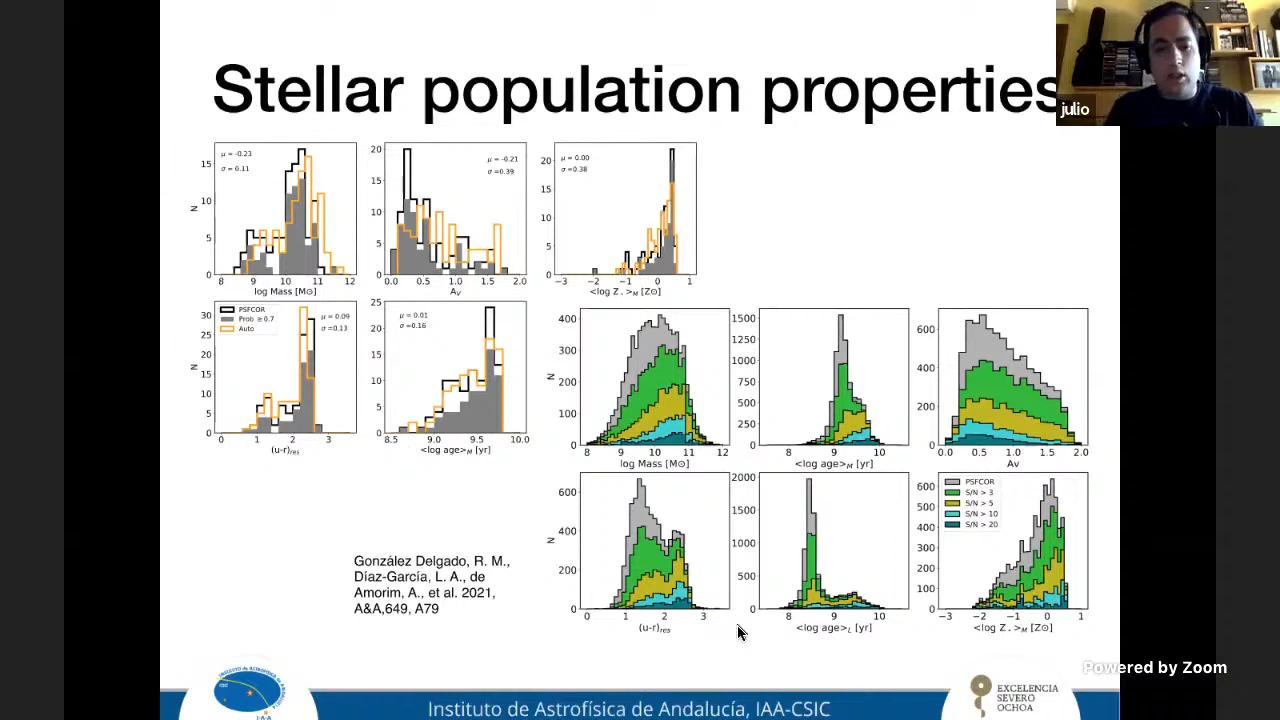 Stellar population properties
julio
μ = -0.23
σ = 0.11
N
15
10
5
0
8 9 10 11 12
log Mass [M⊙]
μ = -0.21
σ =0.39
20
15
10
5
0
0.0 0.5 1.0 1.5 2.0
Av
μ = 0.00
σ =0.38
20
15
10
5
0
−3 −2 −1 0 1
<log Z⋆>M [Z⊙]
PSFCOR
Prob ≥0.7
Auto
μ = 0.09
σ =0.13
N
30
25
20
15
10
5
0
0 1 2 3
(u-r)res
μ = 0.01
σ =0.16
25
20
15
10
5
0
8.5 9.0 9.5 10.0
<log age>M [yr]
N
400
300
200
100
0
8 9 10 11 12
log Mass [M⊙]
1500
1250
1000
750
500
250
0
8 9 10
<log age>M [yr]
600
400
200
0
0.0 0.5 1.0 1.5 2.0
Av
N
600
400
200
0
0 1 2 3
(u-r)res
2000
1500
1000
500
0
8 9 10
<log age>L [yr]
PSFCOR
S/N > 3
S/N > 5
S/N > 10
S/N > 20
600
500
400
300
200
100
0
−3 −2 −1 0 1
<log Z⋆>M [Z⊙]
González Delgado, R. M.,
Díaz-García, L. A., de
Amorim, A., et al. 2021,
A&A,649, A79
Powered by Zoom
INSTITUTO DE ASTROFÍSICA DE ANDALUCÍA
CSIC
I-A-A
Instituto de Astrofísica de Andalucía, IAA-CSIC
EXCELENCIA
SEVERO
OCHOA